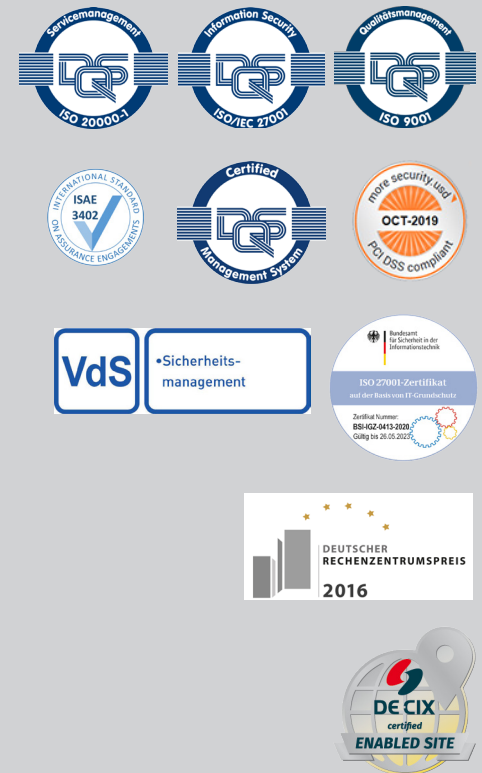 Servicemanagement
DQS
ISO 20000-1
Information Security
DQS
ISO/IEC 27001
Qualitätsmanagement
DQS
ISO 9001
INTERNATIONAL STANDARD
ISAE
3402
ON ASSURANCE ENGAGEMENTS
Certified
DQS
Management System
more security. usd
OCT-2019
PCI DSS compliant
VdS
•Sicherheits-
management
Bundesamt
für Sicherheit in der
Informationstechnik
ISO 27001-Zertifikat
auf der Basis von IT-Grundschutz
Zertifikat Nummer:
BSI-IGZ-0413-2020
Gültig bis 26.05.2023
DEUTSCHER
RECHENZENTRUMSPREIS
2016
DE CIX
certified
ENABLED SITE